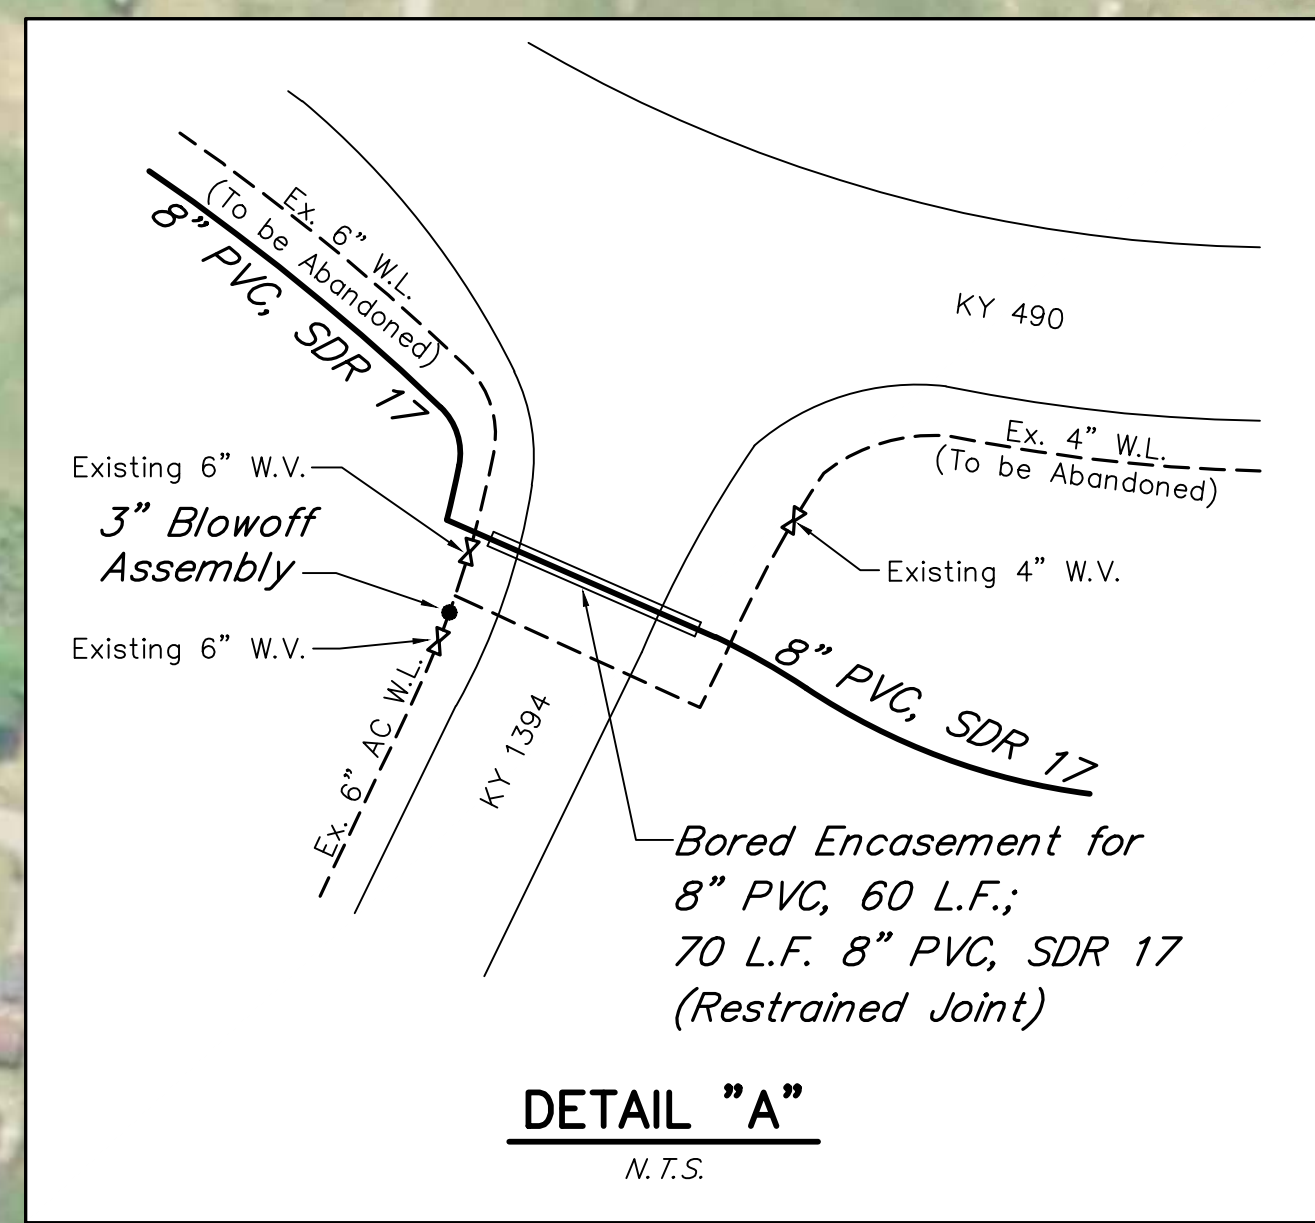 Ex. 6” W.L.
(To be Abandoned)
8” PVC, SDR 17
KY 490
Ex. 4” W.L.
(To be Abandoned)
Existing 6” W.V.
3” Blowoff
Assembly
Existing 4” W.V.
Existing 6” W.V.
8” PVC, SDR 17
Ex. 6” AC W.L.
KY 1394
Bored Encasement for
8” PVC, 60 L.F.;
70 L.F. 8” PVC, SDR 17
(Restrained Joint)
DETAIL ”A”
N.T.S.